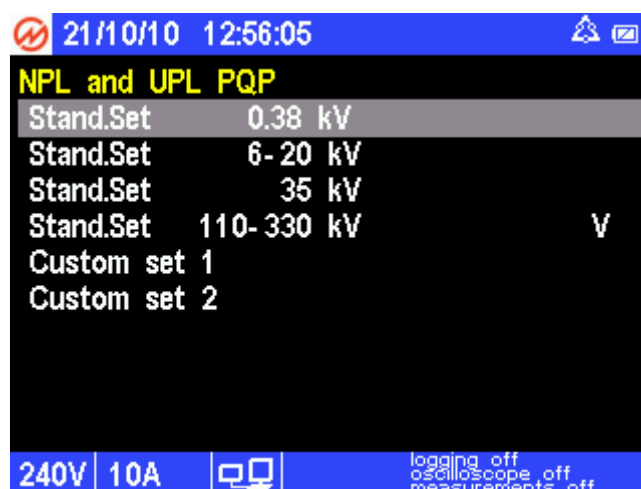 21/10/10 12:56:05
NPL and UPL PQP
Stand.Set 0.38 kV
Stand.Set 6-20 kV
Stand.Set 35 kV
Stand.Set 110-330 kV V
Custom set 1
Custom set 2
240V 10A
logging off
oscilloscope off
measurements off